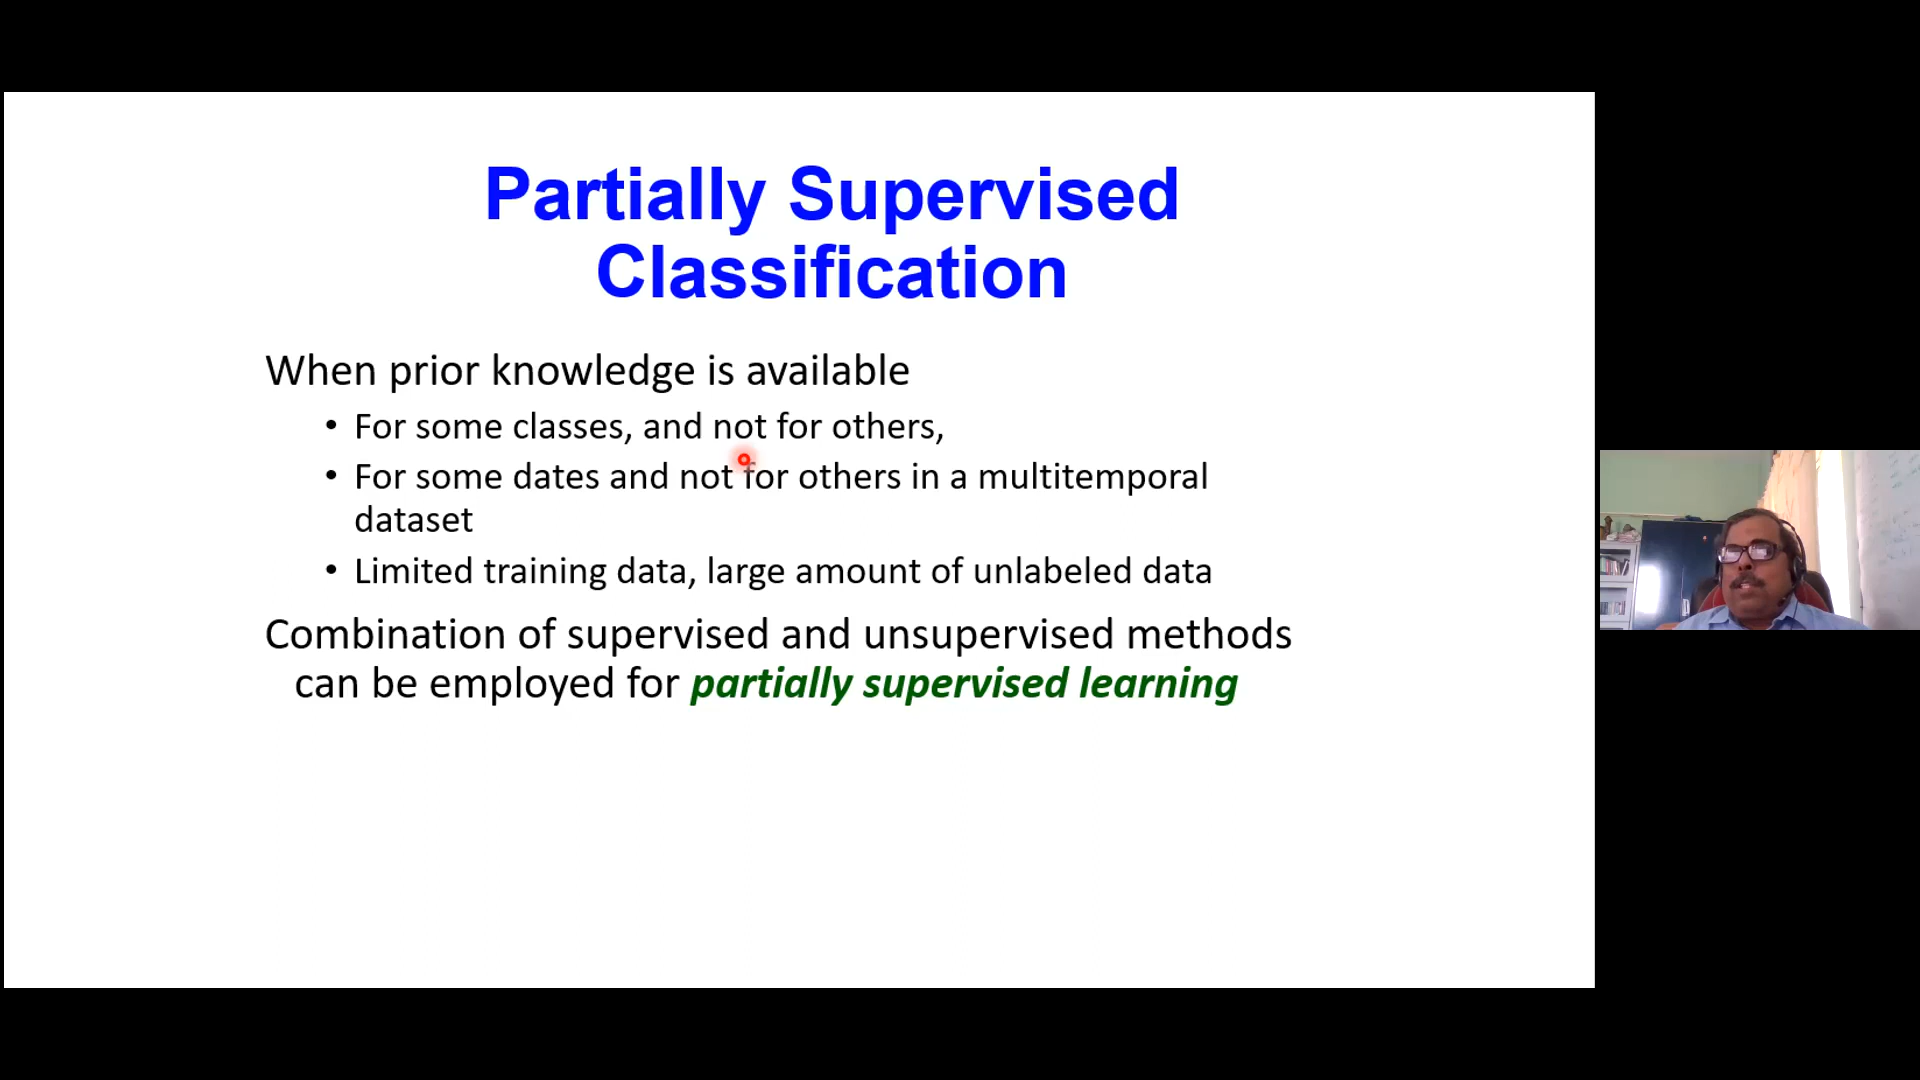 Partially Supervised
Classification
When prior knowledge is available
• For some classes, and not for others,
• For some dates and not for others in a multitemporal
dataset
• Limited training data, large amount of unlabeled data
Combination of supervised and unsupervised methods
can be employed for partially supervised learning